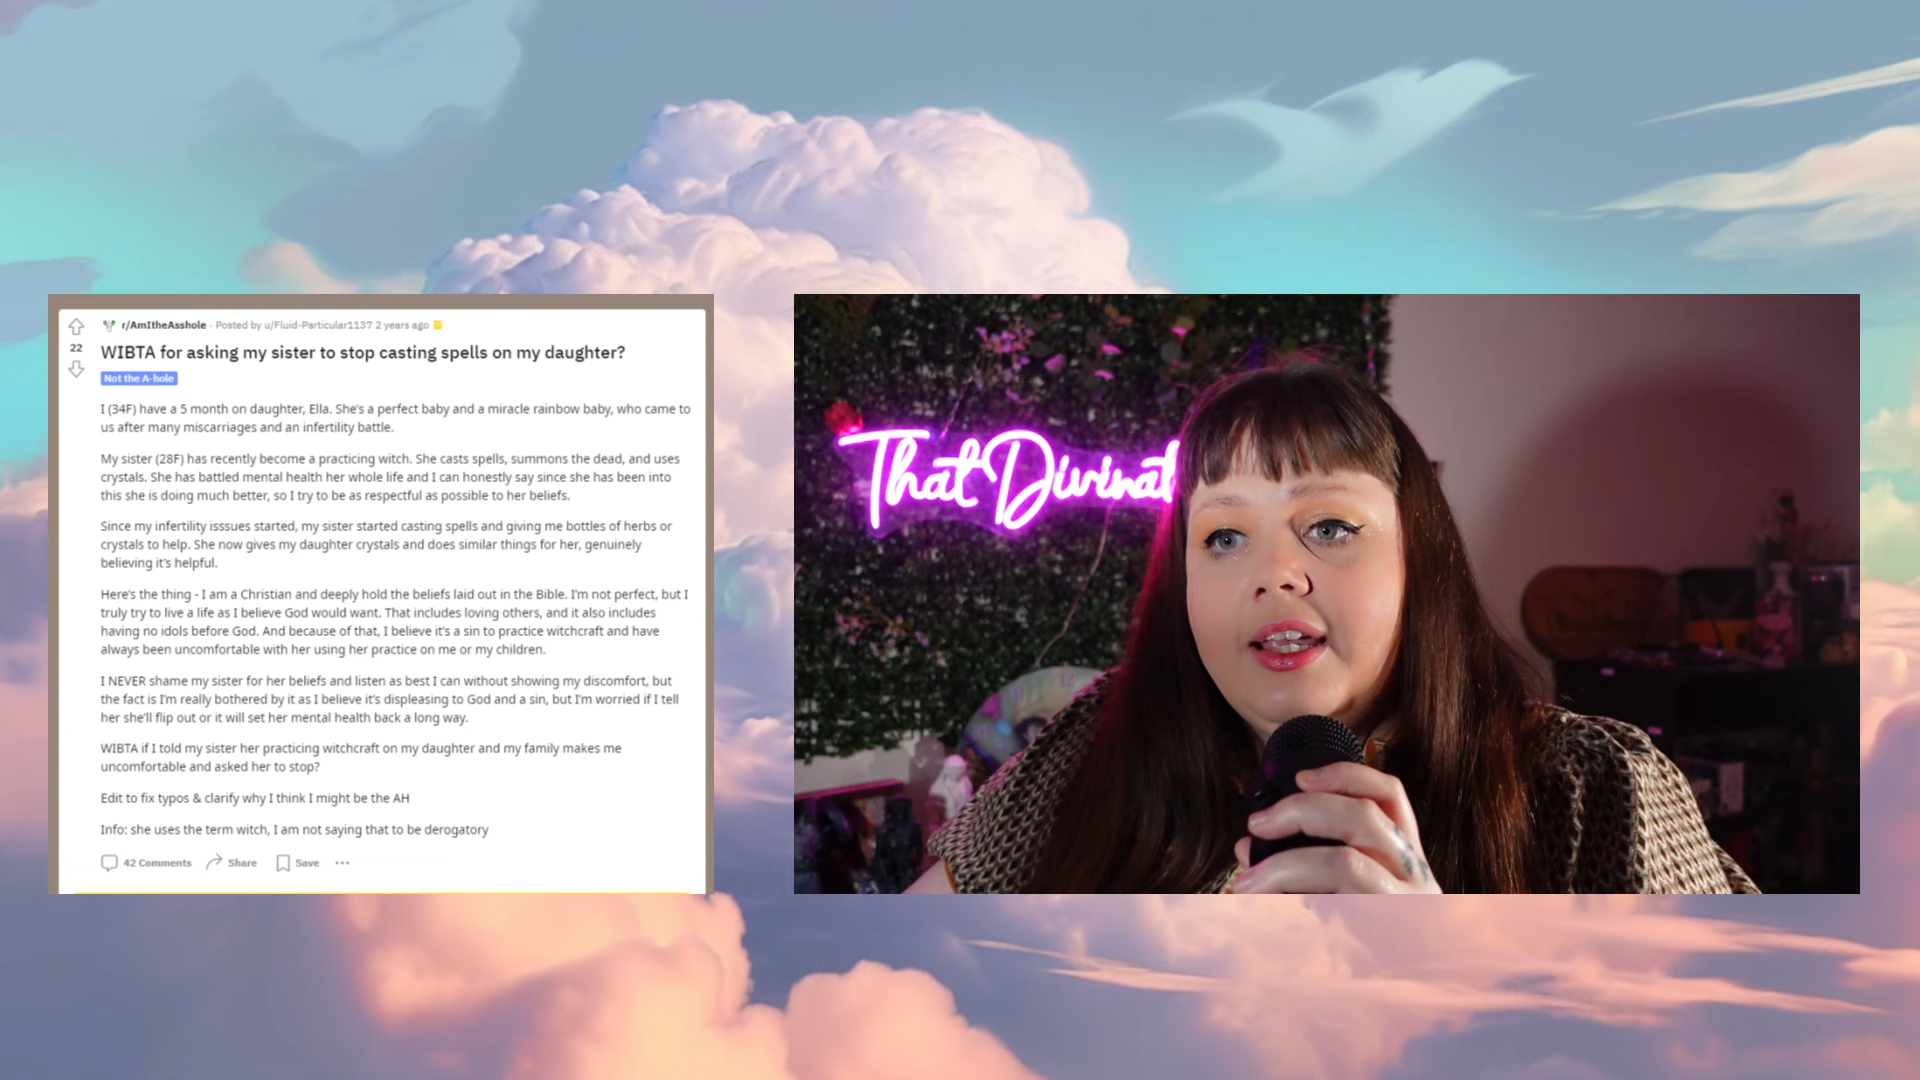 r/AmItheAsshole · Posted by u/Fluid-Particular1137 2 years ago
22
WIBTA for asking my sister to stop casting spells on my daughter?
Not the A-hole
I (34F) have a 5 month on daughter, Ella. She's a perfect baby and a miracle rainbow baby, who came to
us after many miscarriages and an infertility battle.
My sister (28F) has recently become a practicing witch. She casts spells, summons the dead, and uses
crystals. She has battled mental health her whole life and I can honestly say since she has been into
this she is doing much better, so I try to be as respectful as possible to her beliefs.
Since my infertility isssues started, my sister started casting spells and giving me bottles of herbs or
crystals to help. She now gives my daughter crystals and does similar things for her, genuinely
believing it's helpful.
Here's the thing - I am a Christian and deeply hold the beliefs laid out in the Bible. I'm not perfect, but I
truly try to live a life as I believe God would want. That includes loving others, and it also includes
having no idols before God. And because of that, I believe it's a sin to practice witchcraft and have
always been uncomfortable with her using her practice on me or my children.
I NEVER shame my sister for her beliefs and listen as best I can without showing my discomfort, but
the fact is I'm really bothered by it as I believe it's displeasing to God and a sin, but I'm worried if I tell
her she'll flip out or it will set her mental health back a long way.
WIBTA if I told my sister her practicing witchcraft on my daughter and my family makes me
uncomfortable and asked her to stop?
Edit to fix typos & clarify why I think I might be the AH
Info: she uses the term witch, I am not saying that to be derogatory
42 Comments Share Save ...
That Divinat